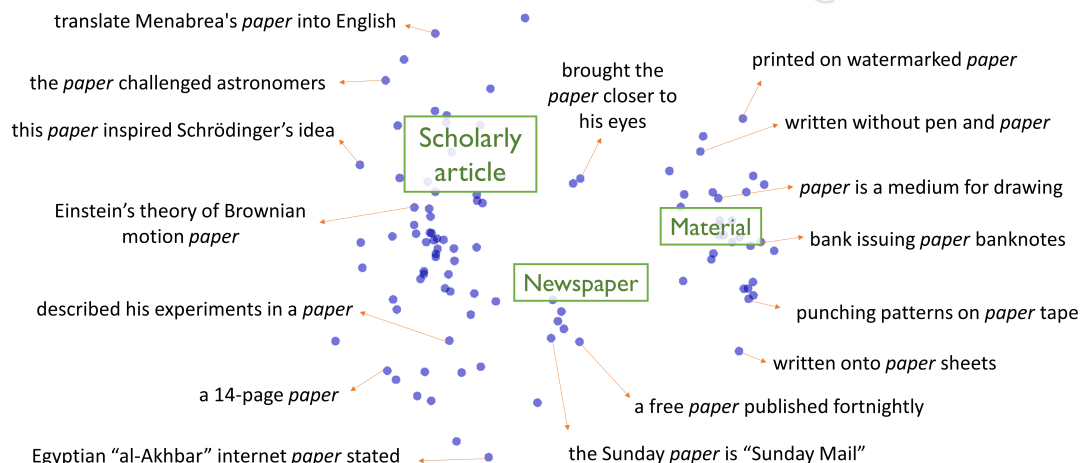 translate Menabrea's paper into English
the paper challenged astronomers
this paper inspired Schrödinger's idea
Scholarly
article
Einstein's theory of Brownian
motion paper
described his experiments in a paper
a 14-page paper
Egyptian “al-Akhbar” internet paper stated
brought the
paper closer to
his eyes
Newspaper
a free paper published fortnightly
the Sunday paper is “Sunday Mail”
printed on watermarked paper
written without pen and paper
paper is a medium for drawing
Material
bank issuing paper banknotes
punching patterns on paper tape
written onto paper sheets